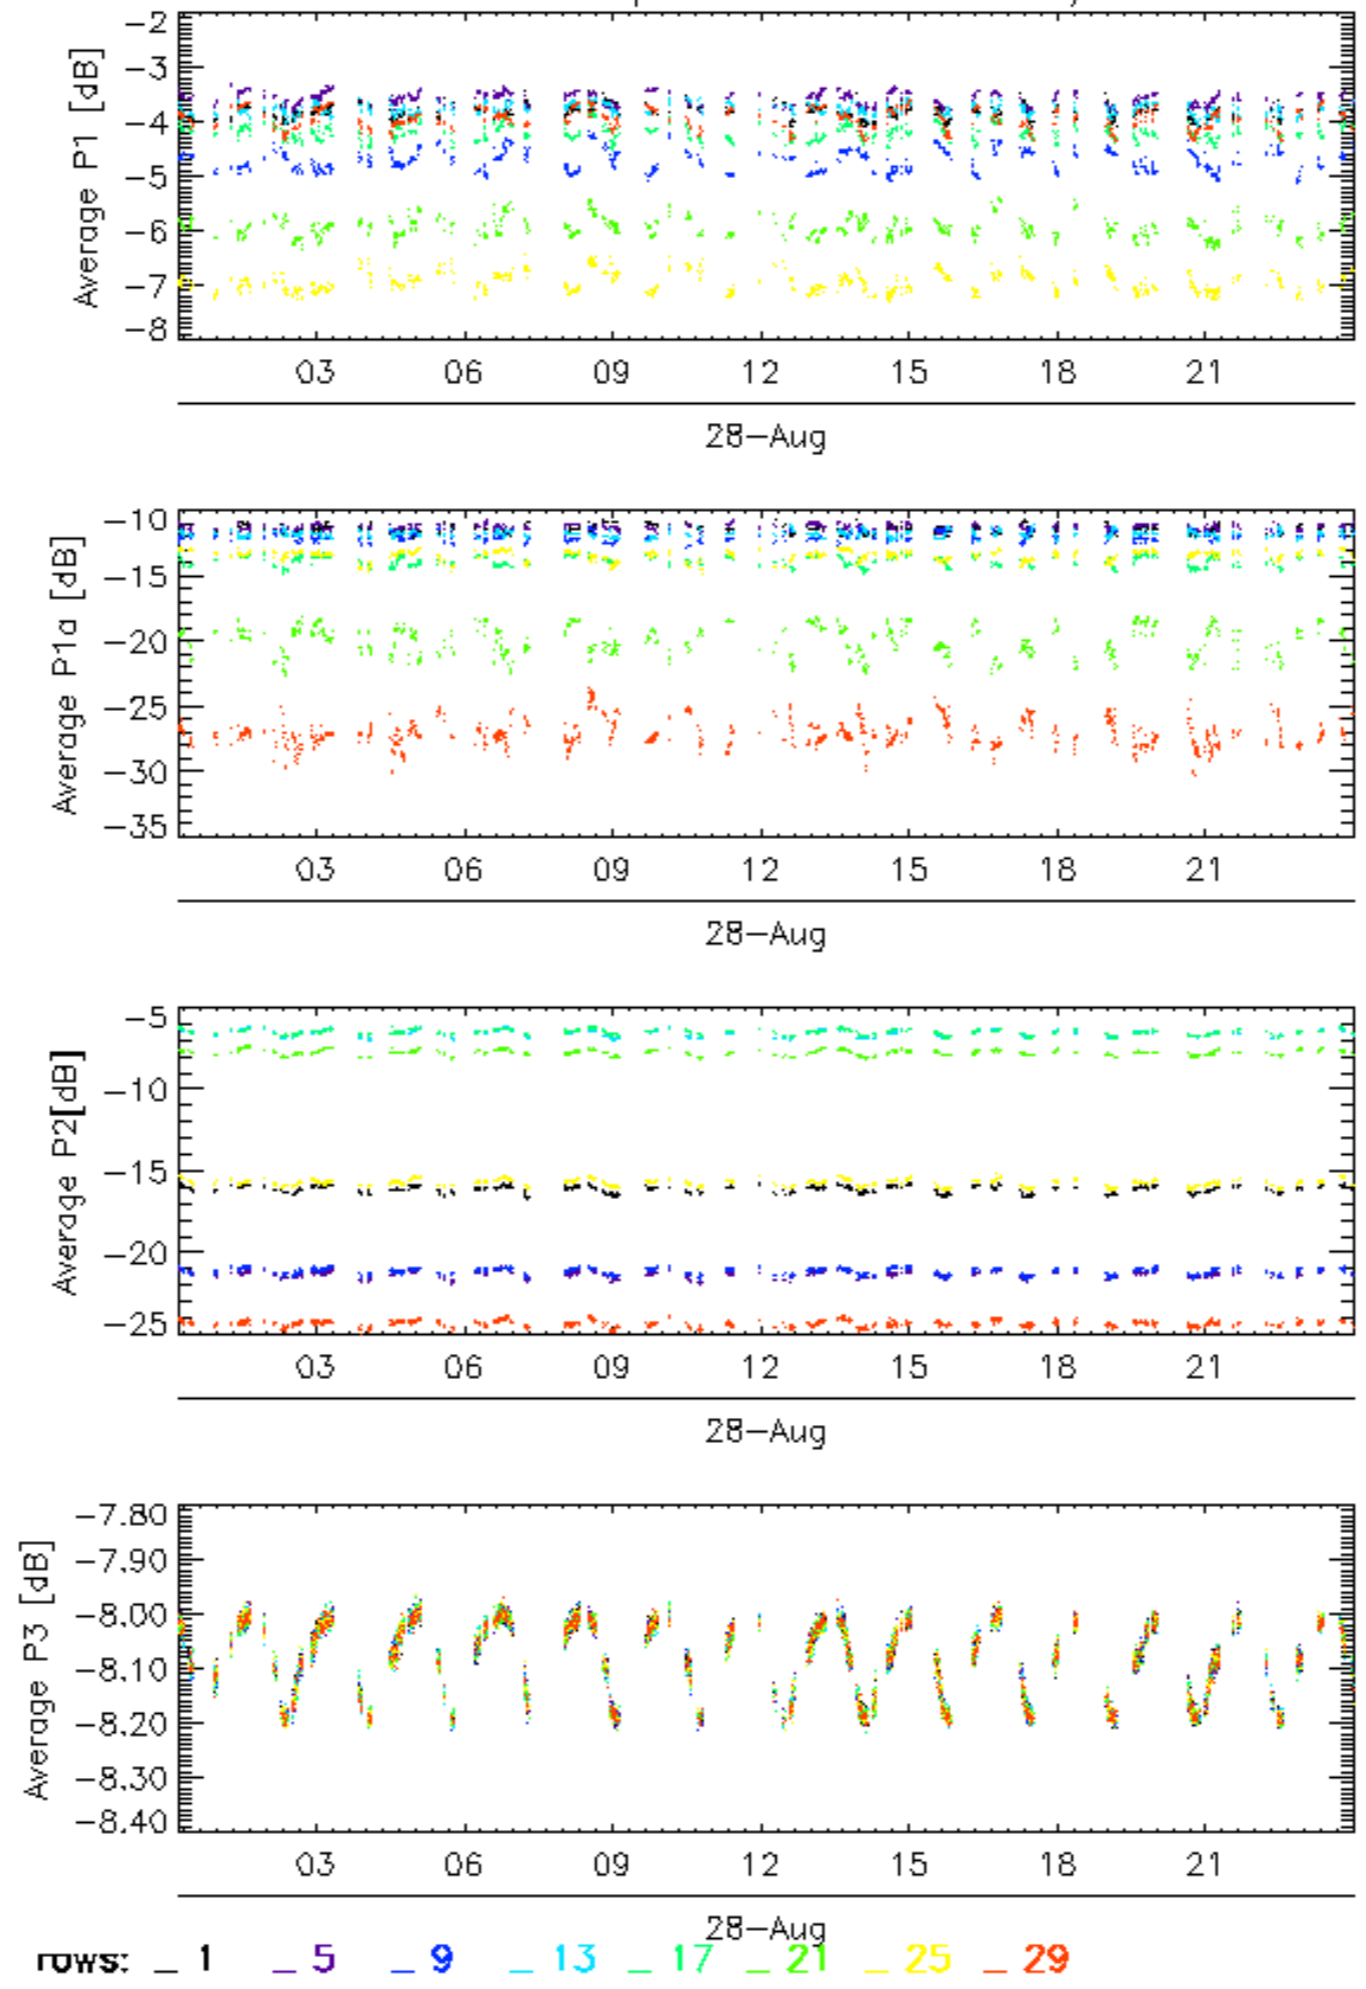 -2
-3
-4
-5
-6
-7
-8
Average P1 [dB]
03 06 09 12 15 18 21
28-Aug
-10
-15
-20
-25
-30
-35
Average P1a [dB]
03 06 09 12 15 18 21
28-Aug
-5
-10
-15
-20
-25
Average P2[dB]
03 06 09 12 15 18 21
28-Aug
-7.80
-7.90
-8.00
-8.10
-8.20
-8.30
-8.40
Average P3 [dB]
03 06 09 12 15 18 21
28-Aug
rows: _ 1 _ 5 _ 9 _ 13 _ 17 _ 21 _ 25 _ 29